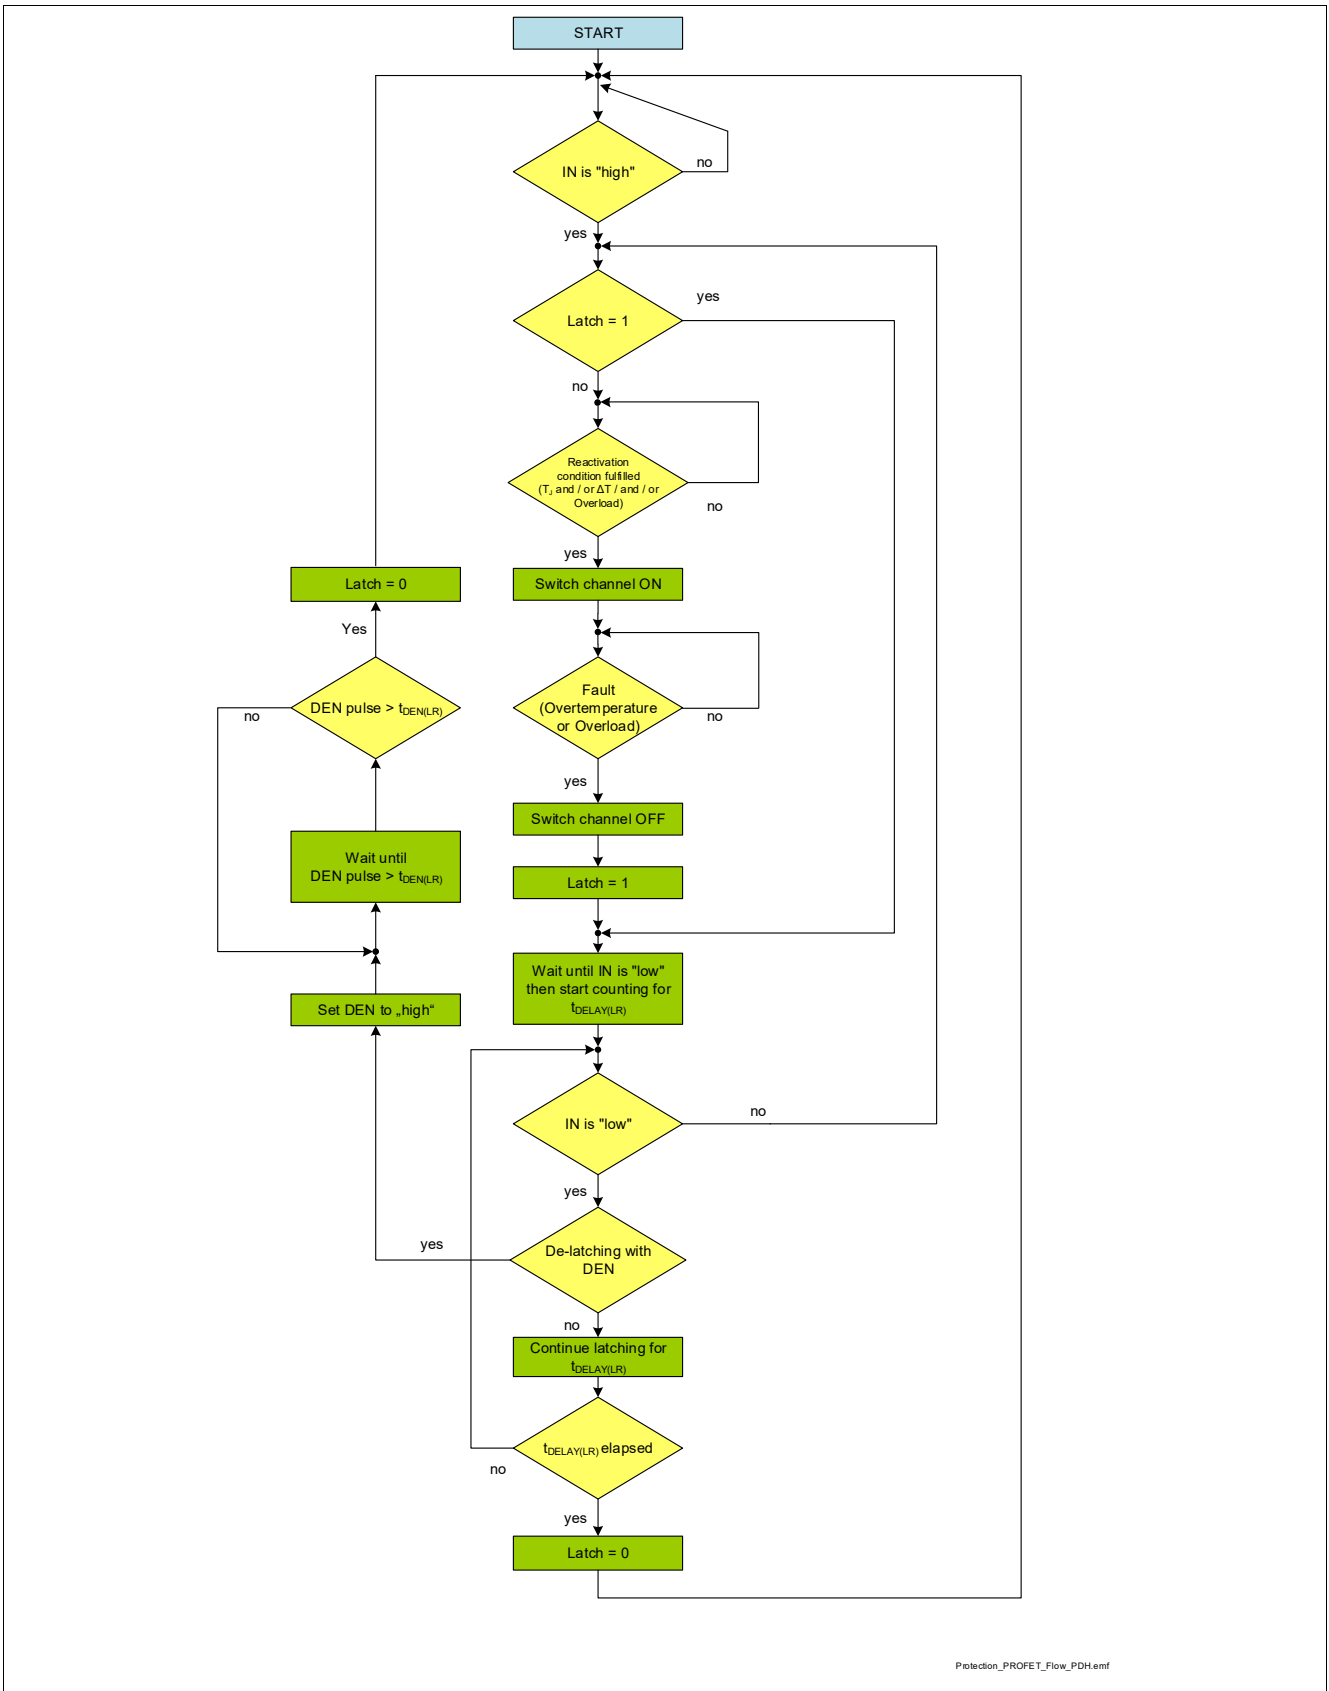 START
IN is "high"
no
yes
Latch = 1
yes
no
Reactivation
condition fulfilled
(TJ and / or ΔT / and / or
Overload)
no
yes
Switch channel ON
Latch = 0
Yes
Fault
(Overtemperature
or Overload)
no
DEN pulse > tDEN(LR)
no
yes
Switch channel OFF
Wait until
DEN pulse > tDEN(LR)
Latch = 1
Wait until IN is "low"
then start counting for
tDELAY(LR)
Set DEN to „high“
IN is "low"
no
yes
De-latching with
DEN
yes
no
Continue latching for
tDELAY(LR)
tDELAY(LR) elapsed
no
yes
Latch = 0
Protection_PROFET_Flow_PDH.emf